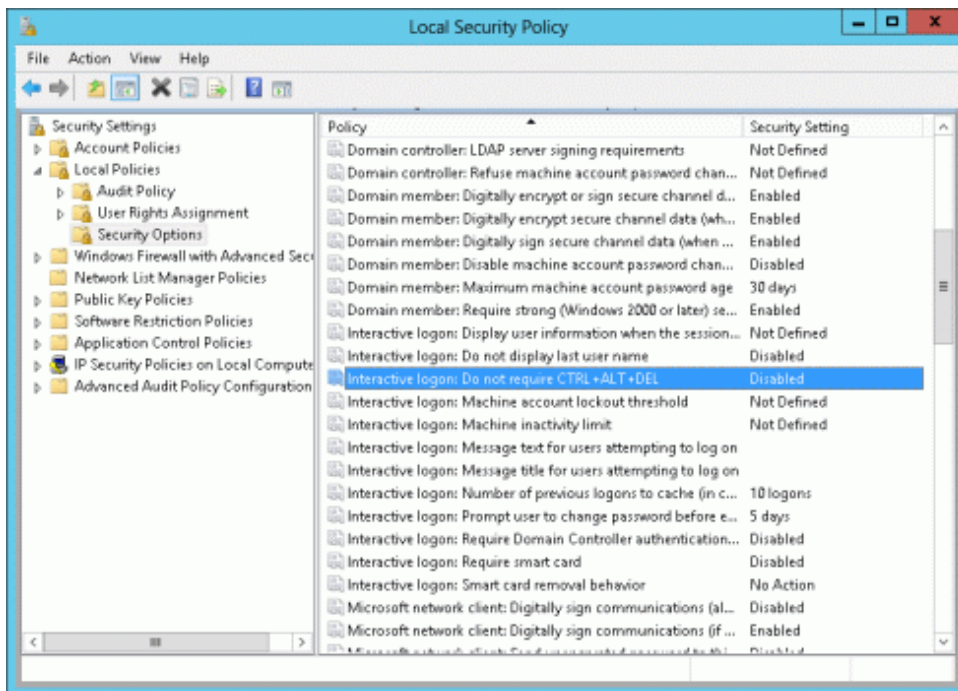 Local Security Policy
File Action View Help
Security Settings
Account Policies
Local Policies
Audit Policy
User Rights Assignment
Security Options
Windows Firewall with Advanced Secu
Network List Manager Policies
Public Key Policies
Software Restriction Policies
Application Control Policies
IP Security Policies on Local Compute
Advanced Audit Policy Configuration
Policy Security Setting
Domain controller: LDAP server signing requirements Not Defined
Domain controller: Refuse machine account password chan... Not Defined
Domain member: Digitally encrypt or sign secure channel d... Enabled
Domain member: Digitally encrypt secure channel data (wh... Enabled
Domain member: Digitally sign secure channel data (when ... Enabled
Domain member: Disable machine account password chan... Disabled
Domain member: Maximum machine account password age 30 days
Domain member: Require strong (Windows 2000 or later) se... Enabled
Interactive logon: Display user information when the session... Not Defined
Interactive logon: Do not display last user name Disabled
Interactive logon: Do not require CTRL+ALT+DEL Disabled
Interactive logon: Machine account lockout threshold Not Defined
Interactive logon: Machine inactivity limit Not Defined
Interactive logon: Message text for users attempting to log on
Interactive logon: Message title for users attempting to log on
Interactive logon: Number of previous logons to cache (in c... 10 logons
Interactive logon: Prompt user to change password before e... 5 days
Interactive logon: Require Domain Controller authentication... Disabled
Interactive logon: Require smart card Disabled
Interactive logon: Smart card removal behavior No Action
Microsoft network client: Digitally sign communications (al... Disabled
Microsoft network client: Digitally sign communications (if ... Enabled